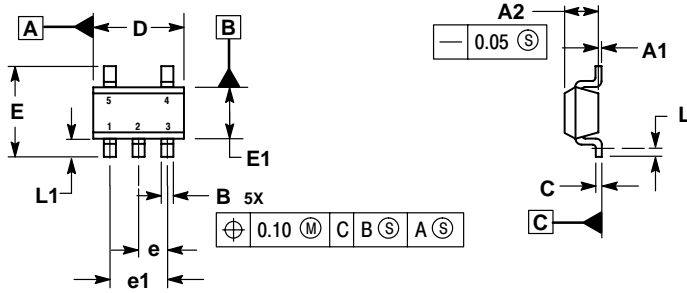 A
D
B
E
5 4
1 2 3
E1
L1
B 5X
⌖ 0.10 Ⓜ C B Ⓢ A Ⓢ
e
e1
A2
— 0.05 Ⓢ
A1
L
C
C